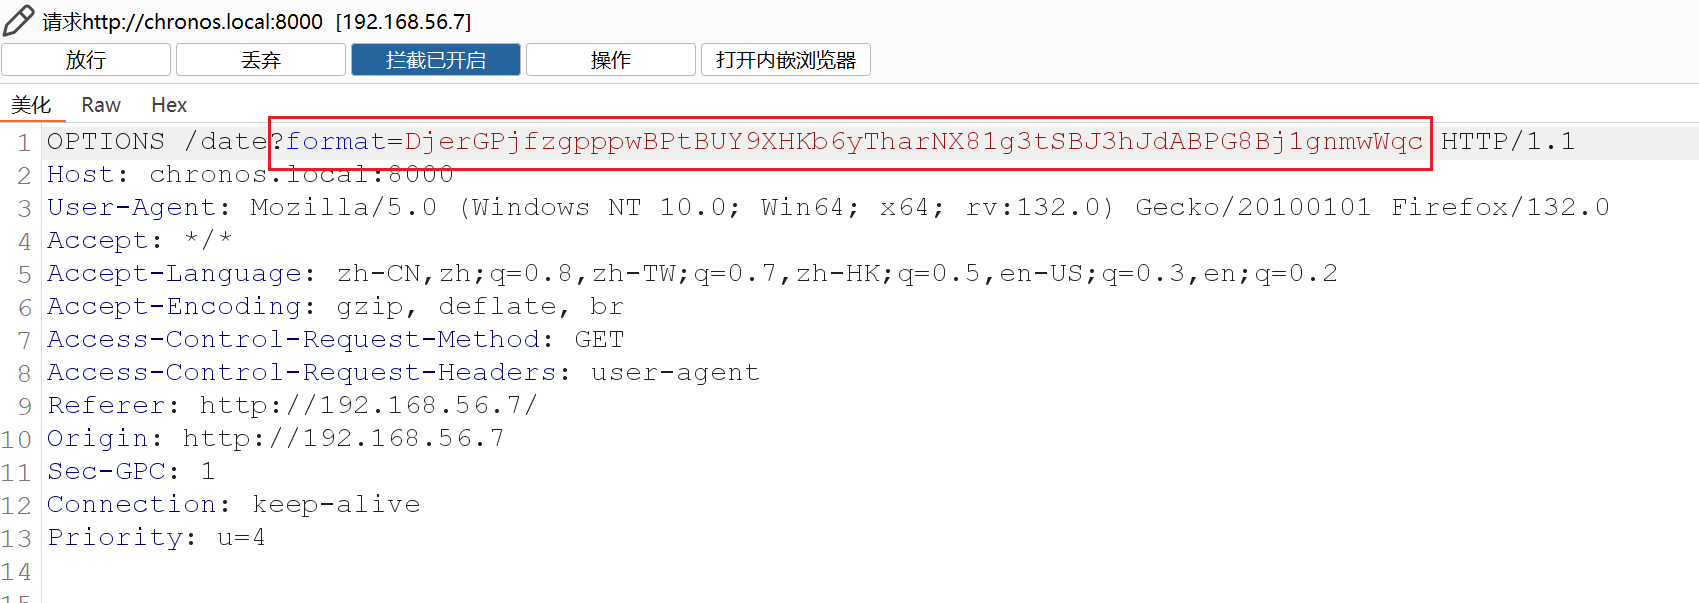 请求http://chronos.local:8000 [192.168.56.7]
放行 丢弃 拦截已开启 操作 打开内嵌浏览器
美化 Raw Hex
1 OPTIONS /date?format=DjerGPjfzgpppwBPtBUY9XHKb6yTharNX81g3tSBJ3hJdABPG8Bj1gnmwWqc HTTP/1.1
2 Host: chronos.local:8000
3 User-Agent: Mozilla/5.0 (Windows NT 10.0; Win64; x64; rv:132.0) Gecko/20100101 Firefox/132.0
4 Accept: */*
5 Accept-Language: zh-CN,zh;q=0.8,zh-TW;q=0.7,zh-HK;q=0.5,en-US;q=0.3,en;q=0.2
6 Accept-Encoding: gzip, deflate, br
7 Access-Control-Request-Method: GET
8 Access-Control-Request-Headers: user-agent
9 Referer: http://192.168.56.7/
10 Origin: http://192.168.56.7
11 Sec-GPC: 1
12 Connection: keep-alive
13 Priority: u=4
14
15